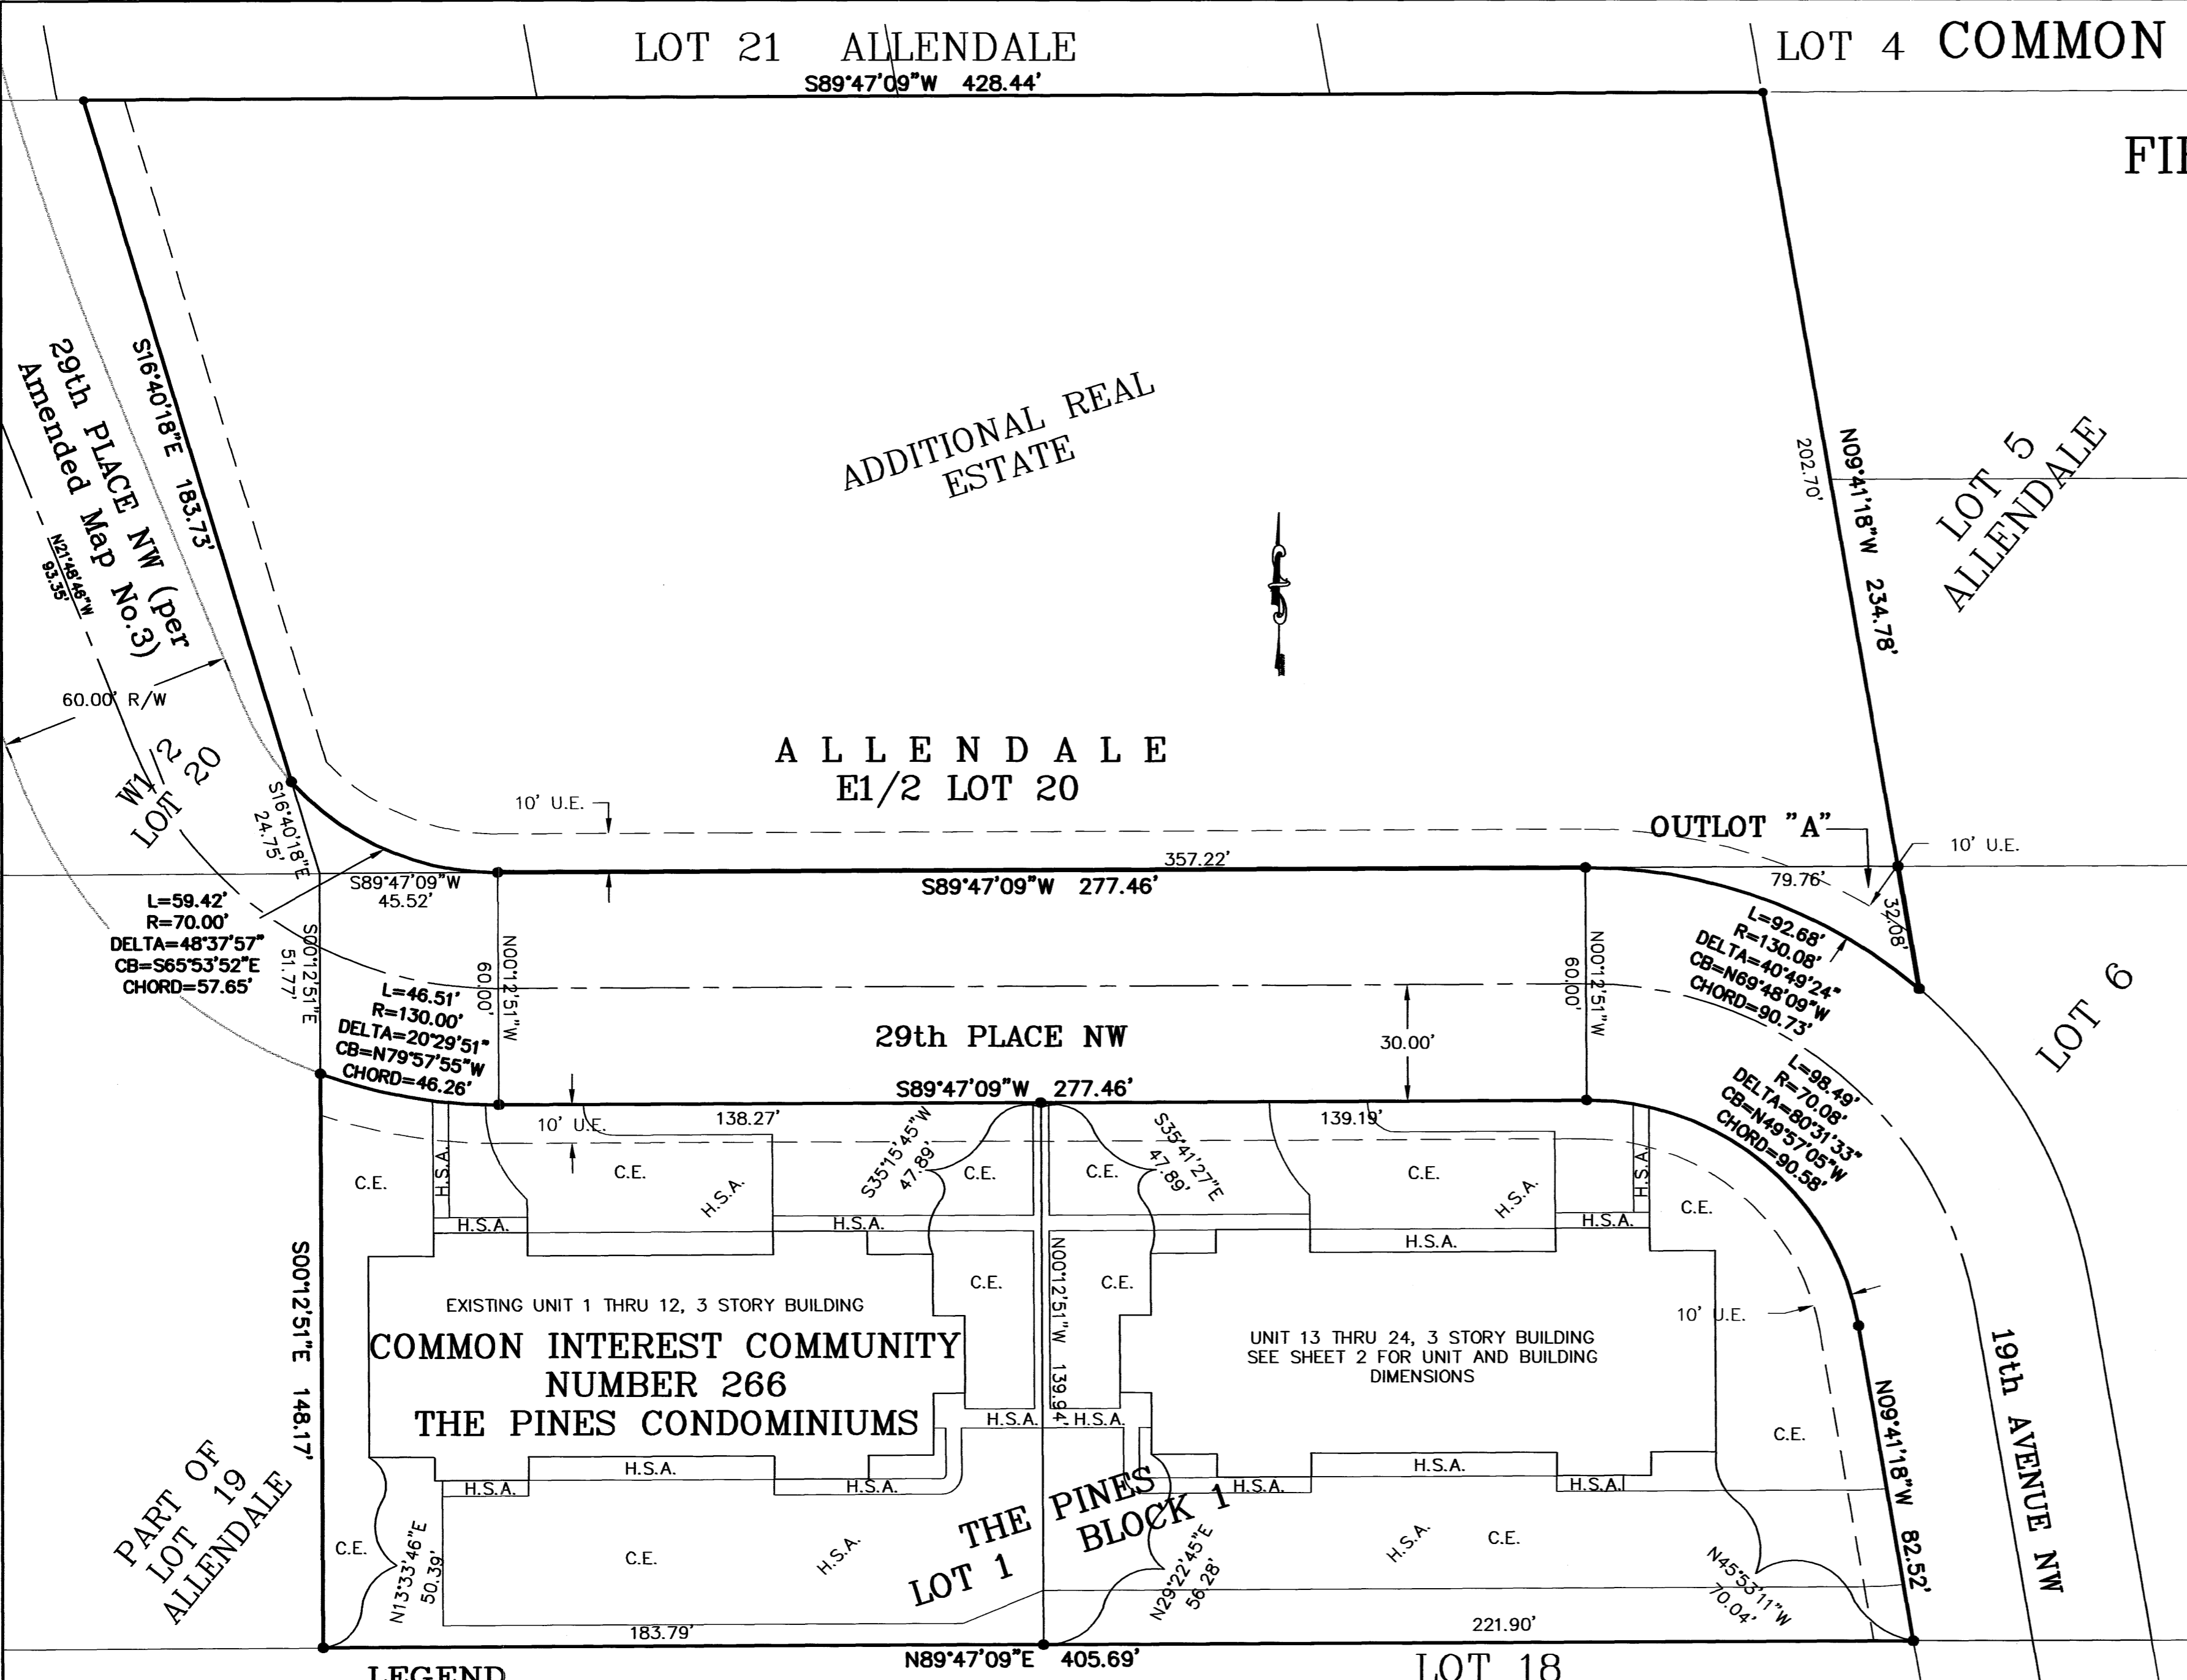 LOT 21 ALLENDALE
S89°47'09"W 428.44'
LOT 4 COMMON
29th PLACE NW (per
Amended Map No.3)
S16°40'18"E 183.73'
N21°48'46"W
93.35'
60.00' R/W
W1/2
LOT 20
ADDITIONAL REAL
ESTATE
202.70'
N09°41'18"W 234.78'
LOT 5
ALLENDALE
A L L E N D A L E
E1/2 LOT 20
10' U.E.
OUTLOT "A"
10' U.E.
S16°40'18"E
24.75'
S89°47'09"W
45.52'
357.22'
S89°47'09"W 277.46'
79.76'
32.08'
L=59.42'
R=70.00'
DELTA=48°37'57"
CB=S65°53'52"E
CHORD=57.65'
S00°12'51"E
51.77'
L=46.51'
R=130.00'
DELTA=20°29'51"
CB=N79°57'55"W
CHORD=46.26'
N00°12'51"W
60.00'
29th PLACE NW
30.00'
N00°12'51"W
60.00'
L=92.68'
R=130.08'
DELTA=40°49'24"
CB=N69°48'09"W
CHORD=90.73'
LOT 6
L=98.49'
R=70.08'
DELTA=80°31'33"
CB=N49°57'05"W
CHORD=90.58'
S89°47'09"W 277.46'
10' U.E.
138.27'
139.19'
S35°15'45"W
47.89'
S35°41'27"E
47.89'
C.E.
H.S.A.
C.E.
H.S.A.
C.E.
C.E.
C.E.
H.S.A.
H.S.A.
C.E.
H.S.A.
H.S.A.
H.S.A.
H.S.A.
C.E.
C.E.
S00°12'51"E 148.17'
EXISTING UNIT 1 THRU 12, 3 STORY BUILDING
COMMON INTEREST COMMUNITY
NUMBER 266
THE PINES CONDOMINIUMS
N00°12'51"W 139.94'
UNIT 13 THRU 24, 3 STORY BUILDING
SEE SHEET 2 FOR UNIT AND BUILDING
DIMENSIONS
10' U.E.
19th AVENUE NW
N09°41'18"W 82.52'
C.E.
H.S.A.
H.S.A.
H.S.A.
H.S.A.
H.S.A.
H.S.A.
H.S.A.
H.S.A.
PART OF
LOT 19
ALLENDALE
C.E.
N13°33'46"E
50.39'
C.E.
H.S.A.
THE PINES
BLOCK 1
LOT 1
N29°22'45"E
56.28'
H.S.A.
C.E.
N45°53'11"W
70.04'
183.79'
221.90'
N89°47'09"E 405.69'
LEGEND
LOT 18